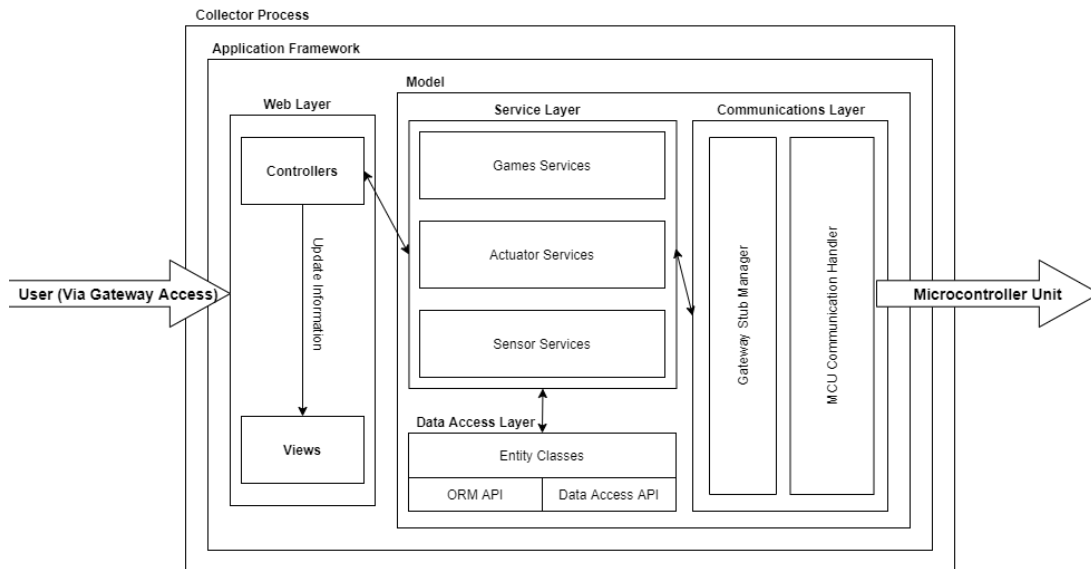 Collector Process
Application Framework
Model
Web Layer
Service Layer
Communications Layer
Controllers
Games Services
Update Information
Actuator Services
Gateway Stub Manager
MCU Communication Handler
User (Via Gateway Access)
Microcontroller Unit
Sensor Services
Data Access Layer
Views
Entity Classes
ORM API
Data Access API